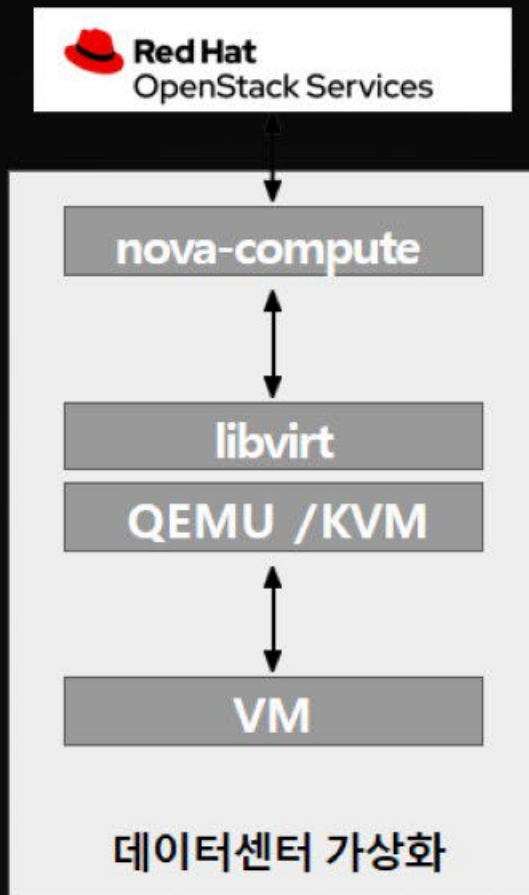 Red Hat
OpenStack Services
nova-compute
libvirt
QEMU /KVM
VM
데이터센터 가상화